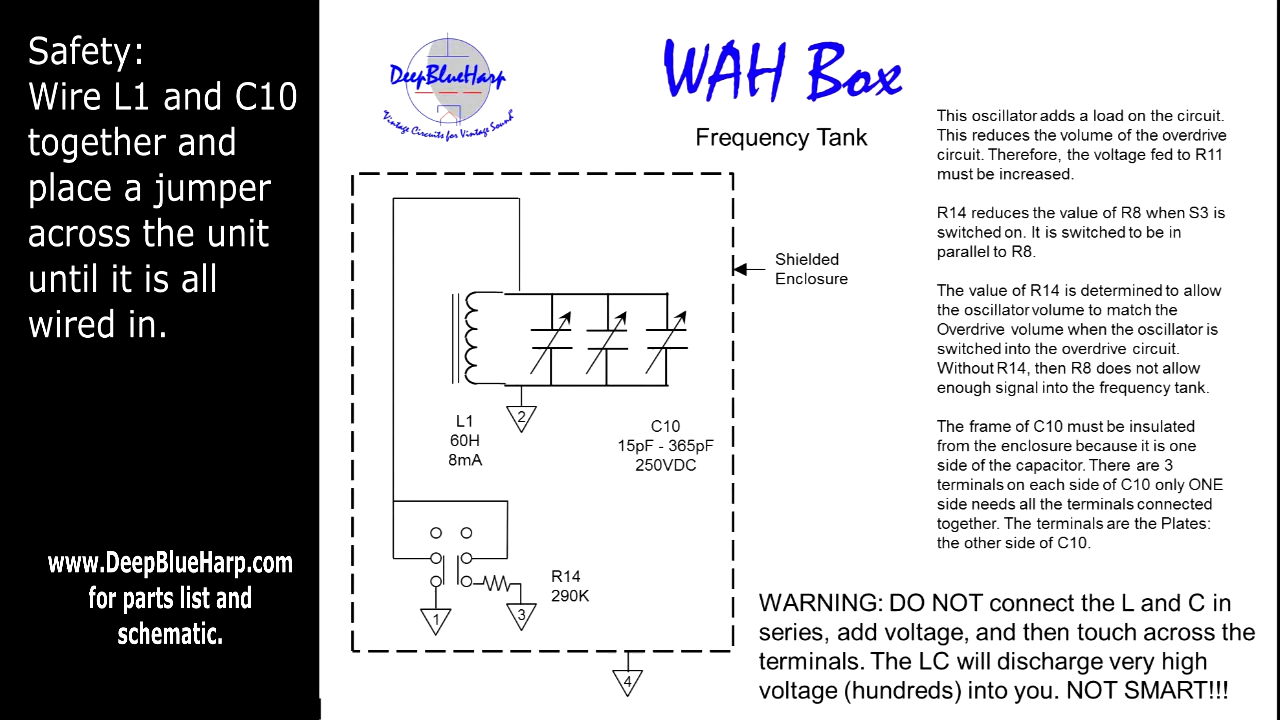 Safety:
Wire L1 and C10
together and
place a jumper
across the unit
until it is all
wired in.
www.DeepBlueHarp.com
for parts list and
schematic.
DeepBlueHarp
"Vintage Circuits for Vintage Sound"
WAH Box
Frequency Tank
Shielded
Enclosure
L1
60H
8mA
2
C10
15pF - 365pF
250VDC
R14
290K
1
3
4
This oscillator adds a load on the circuit.
This reduces the volume of the overdrive
circuit. Therefore, the voltage fed to R11
must be increased.
R14 reduces the value of R8 when S3 is
switched on. It is switched to be in
parallel to R8.
The value of R14 is determined to allow
the oscillator volume to match the
Overdrive volume when the oscillator is
switched into the overdrive circuit.
Without R14, then R8 does not allow
enough signal into the frequency tank.
The frame of C10 must be insulated
from the enclosure because it is one
side of the capacitor. There are 3
terminals on each side of C10 only ONE
side needs all the terminals connected
together. The terminals are the Plates:
the other side of C10.
WARNING: DO NOT connect the L and C in
series, add voltage, and then touch across the
terminals. The LC will discharge very high
voltage (hundreds) into you. NOT SMART!!!